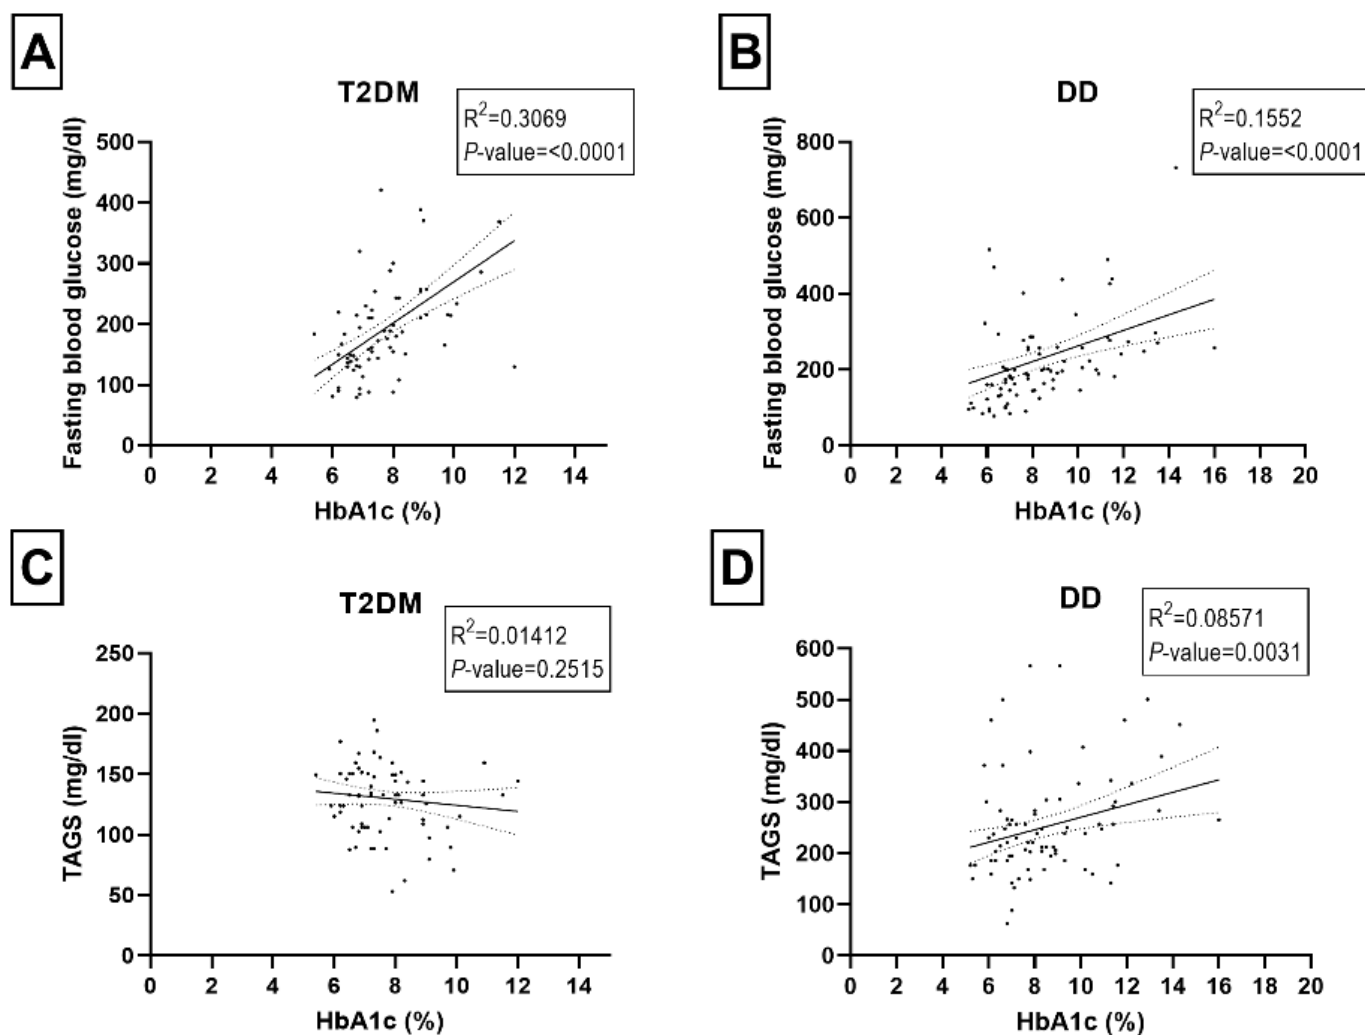 A
T2DM
R²=0.3069
P-value=<0.0001
Fasting blood glucose (mg/dl)
500
400
300
200
100
0
0 2 4 6 8 10 12 14
HbA1c (%)
B
DD
R²=0.1552
P-value=<0.0001
Fasting blood glucose (mg/dl)
800
600
400
200
0
0 2 4 6 8 10 12 14 16 18 20
HbA1c (%)
C
T2DM
R²=0.01412
P-value=0.2515
TAGS (mg/dl)
250
200
150
100
50
0
0 2 4 6 8 10 12 14
HbA1c (%)
D
DD
R²=0.08571
P-value=0.0031
TAGS (mg/dl)
600
500
400
300
200
100
0
0 2 4 6 8 10 12 14 16 18 20
HbA1c (%)